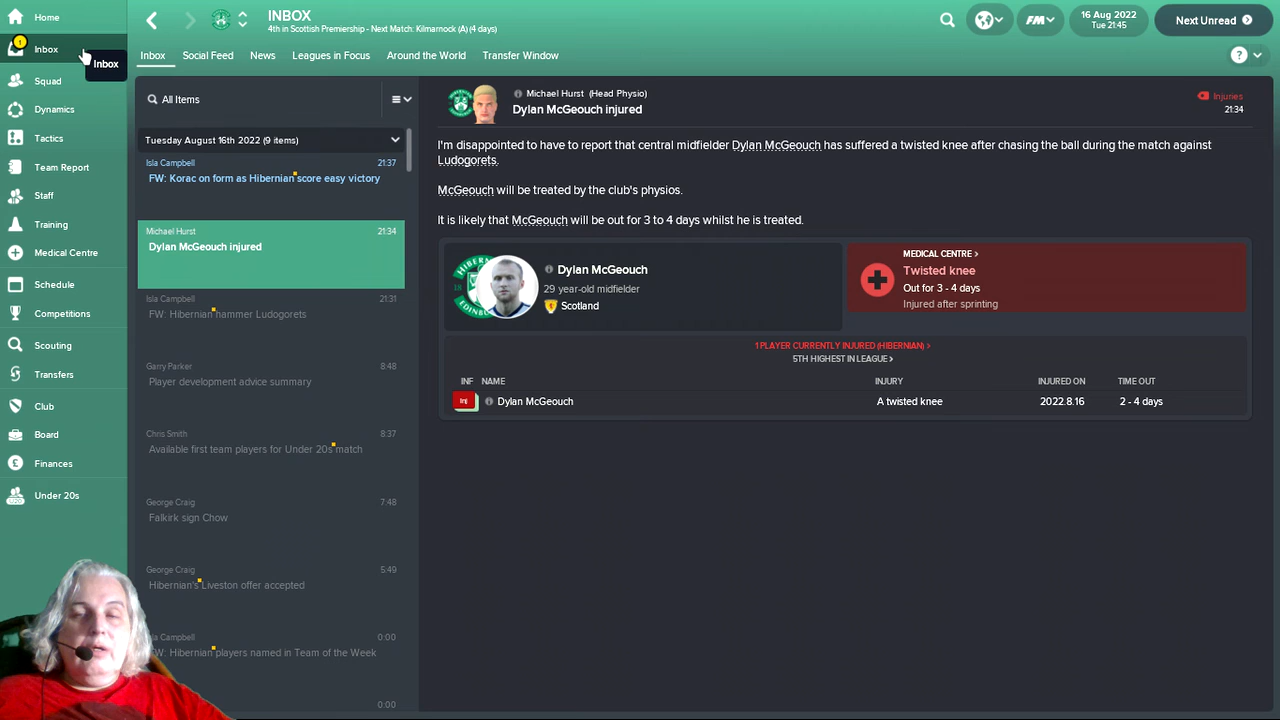 Home
Inbox
1
Inbox
Squad
Dynamics
Tactics
Team Report
Staff
Training
Medical Centre
Schedule
Competitions
Scouting
Transfers
Club
Board
Finances
Under 20s
INBOX
4th in Scottish Premiership - Next Match: Kilmarnock (A) (4 days)
FM
16 Aug 2022
Tue 21:45
Next Unread
Inbox
Social Feed
News
Leagues in Focus
Around the World
Transfer Window
?
All Items
Tuesday August 16th 2022 (9 items)
Isla Campbell 21:37
FW: Korac on form as Hibernian score easy victory
Michael Hurst 21:34
Dylan McGeouch injured
Isla Campbell 21:31
FW: Hibernian hammer Ludogorets
Garry Parker 8:48
Player development advice summary
Chris Smith 8:37
Available first team players for Under 20s match
George Craig 7:48
Falkirk sign Chow
George Craig 5:49
Hibernian's Liveston offer accepted
Campbell 0:00
FW: Hibernian players named in Team of the Week
0:00
Michael Hurst (Head Physio)
Dylan McGeouch injured
Injuries
21:34
I'm disappointed to have to report that central midfielder Dylan McGeouch has suffered a twisted knee after chasing the ball during the match against
Ludogorets.
McGeouch will be treated by the club's physios.
It is likely that McGeouch will be out for 3 to 4 days whilst he is treated.
Dylan McGeouch
29 year-old midfielder
Scotland
MEDICAL CENTRE >
Twisted knee
Out for 3 - 4 days
Injured after sprinting
1 PLAYER CURRENTLY INJURED (HIBERNIAN) >
5TH HIGHEST IN LEAGUE >
INF NAME INJURY INJURED ON TIME OUT
Inj Dylan McGeouch A twisted knee 2022.8.16 2 - 4 days